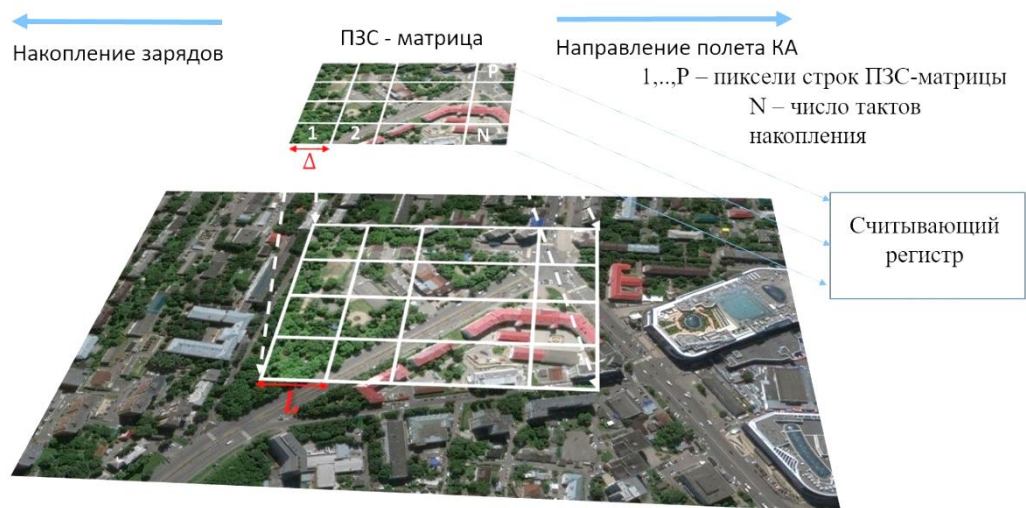 Накопление зарядов
ПЗС - матрица
Направление полета КА
1,..,P – пиксели строк ПЗС-матрицы
N – число тактов
накопления
P
1 2 N
Δ
Считывающий
регистр
L